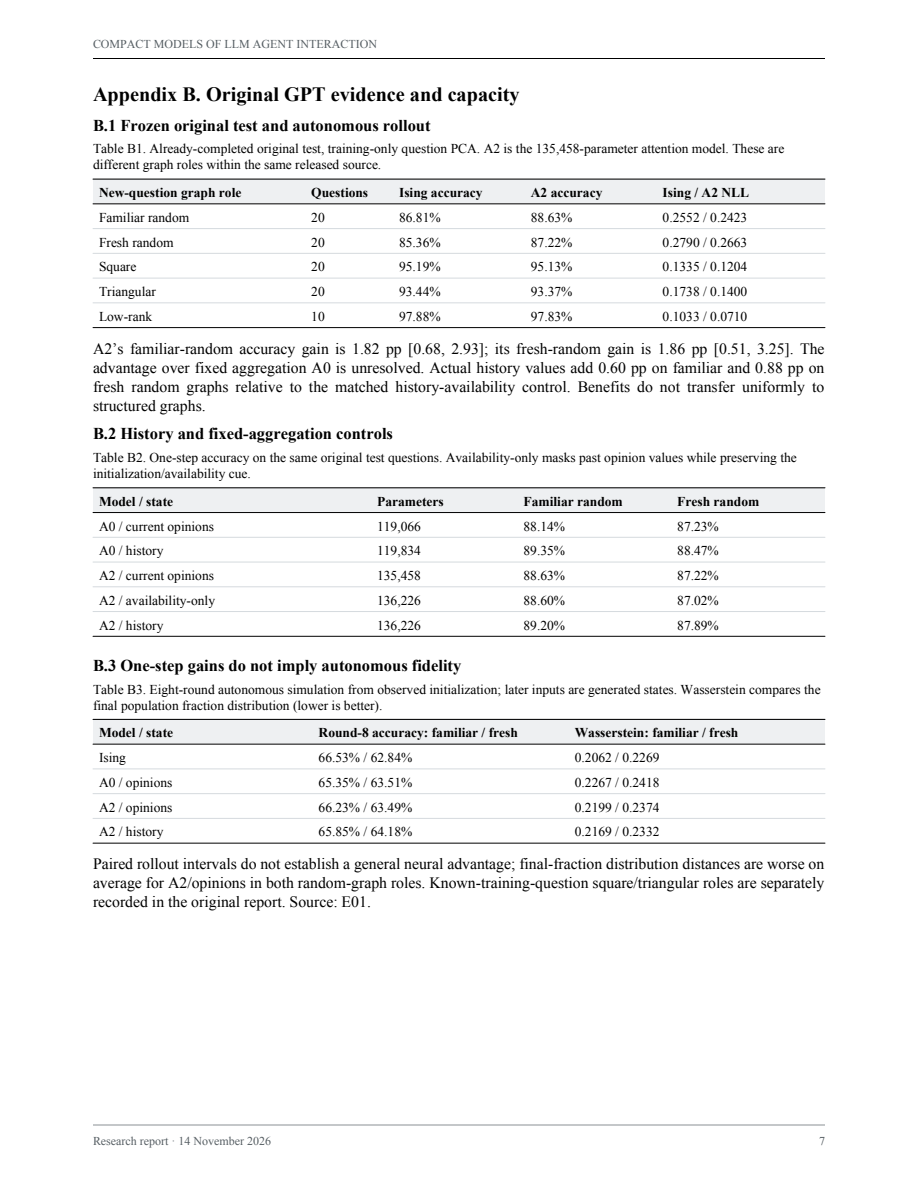 COMPACT MODELS OF LLM AGENT INTERACTION
Appendix B. Original GPT evidence and capacity
B.1 Frozen original test and autonomous rollout
Table B1. Already-completed original test, training-only question PCA. A2 is the 135,458-parameter attention model. These are
different graph roles within the same released source.
New-question graph role Questions Ising accuracy A2 accuracy Ising / A2 NLL
Familiar random 20 86.81% 88.63% 0.2552 / 0.2423
Fresh random 20 85.36% 87.22% 0.2790 / 0.2663
Square 20 95.19% 95.13% 0.1335 / 0.1204
Triangular 20 93.44% 93.37% 0.1738 / 0.1400
Low-rank 10 97.88% 97.83% 0.1033 / 0.0710
A2’s familiar-random accuracy gain is 1.82 pp [0.68, 2.93]; its fresh-random gain is 1.86 pp [0.51, 3.25]. The
advantage over fixed aggregation A0 is unresolved. Actual history values add 0.60 pp on familiar and 0.88 pp on
fresh random graphs relative to the matched history-availability control. Benefits do not transfer uniformly to
structured graphs.
B.2 History and fixed-aggregation controls
Table B2. One-step accuracy on the same original test questions. Availability-only masks past opinion values while preserving the
initialization/availability cue.
Model / state Parameters Familiar random Fresh random
A0 / current opinions 119,066 88.14% 87.23%
A0 / history 119,834 89.35% 88.47%
A2 / current opinions 135,458 88.63% 87.22%
A2 / availability-only 136,226 88.60% 87.02%
A2 / history 136,226 89.20% 87.89%
B.3 One-step gains do not imply autonomous fidelity
Table B3. Eight-round autonomous simulation from observed initialization; later inputs are generated states. Wasserstein compares the
final population fraction distribution (lower is better).
Model / state Round-8 accuracy: familiar / fresh Wasserstein: familiar / fresh
Ising 66.53% / 62.84% 0.2062 / 0.2269
A0 / opinions 65.35% / 63.51% 0.2267 / 0.2418
A2 / opinions 66.23% / 63.49% 0.2199 / 0.2374
A2 / history 65.85% / 64.18% 0.2169 / 0.2332
Paired rollout intervals do not establish a general neural advantage; final-fraction distribution distances are worse on
average for A2/opinions in both random-graph roles. Known-training-question square/triangular roles are separately
recorded in the original report. Source: E01.
Research report · 14 November 2026 7